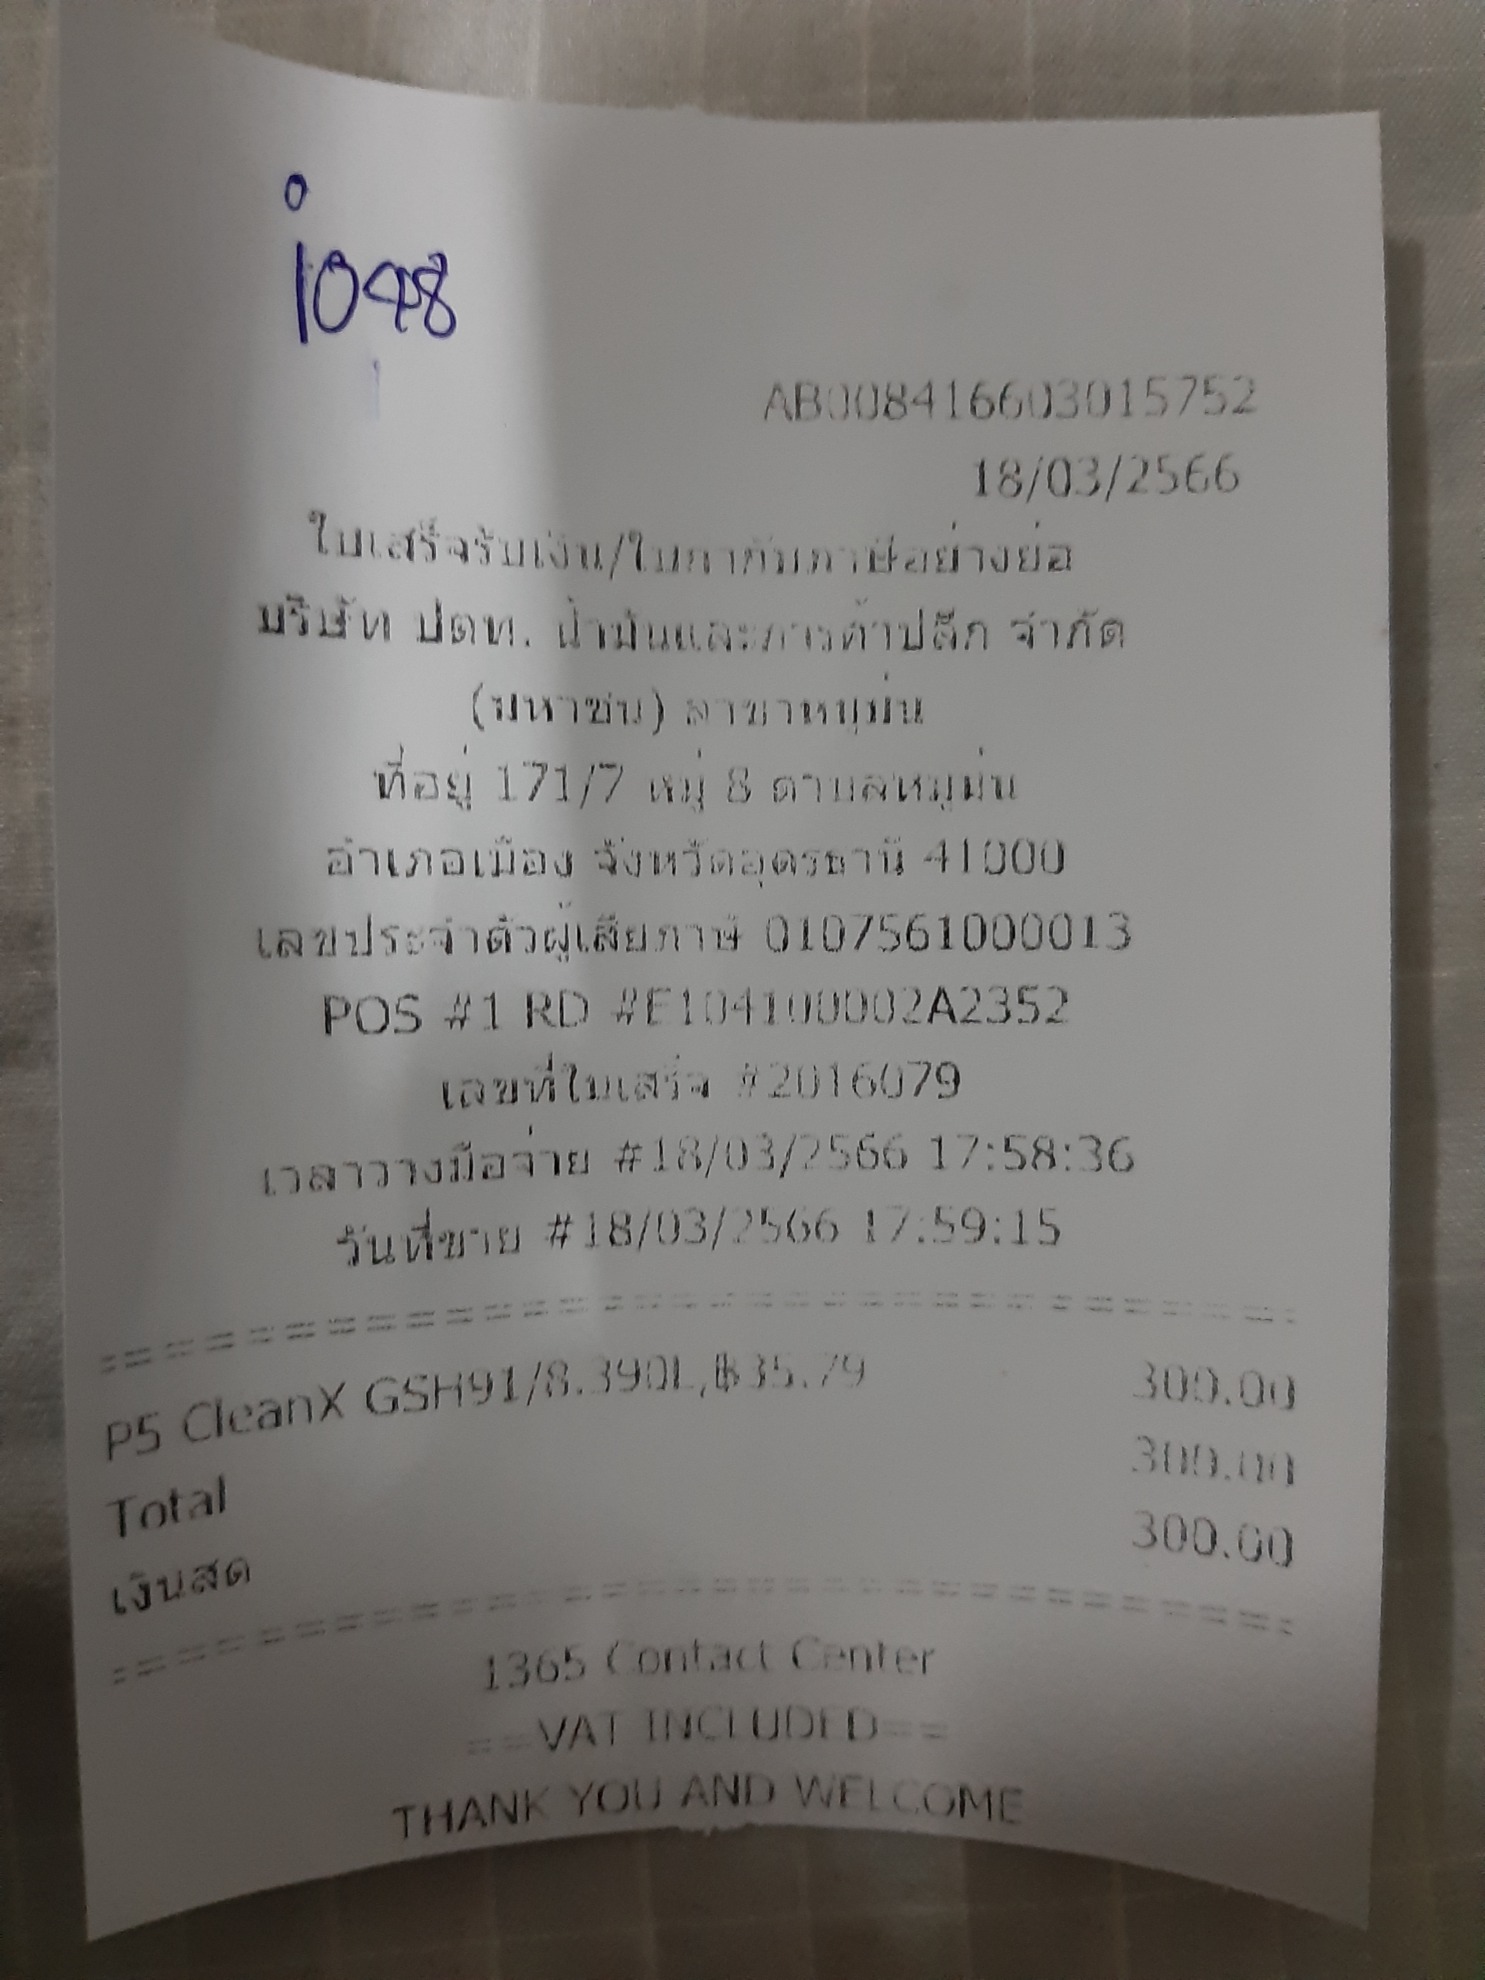 1048
AB008416603015752
18/03/2566
ใบเสร็จรับเงิน/ใบกำกับภาษีอย่างย่อ
บริษัท ปตท. น้ำมันและการค้าปลีก จำกัด
(มหาชน) สาขาหมูม่น
ที่อยู่ 171/7 หมู่ 8 ตำบลหมูม่น
อำเภอเมือง จังหวัดอุดรธานี 41000
เลขประจำตัวผู้เสียภาษี 0107561000013
POS #1 RD #E104100002A2352
เลขที่ใบเสร็จ #2016079
เวลาวางมือจ่าย #18/03/2566 17:58:36
วันที่ขาย #18/03/2566 17:59:15
P5 CleanX GSH91/8.390L,฿35.79 300.00
Total 300.00
เงินสด 300.00
1365 Contact Center
==VAT INCLUDED==
THANK YOU AND WELCOME